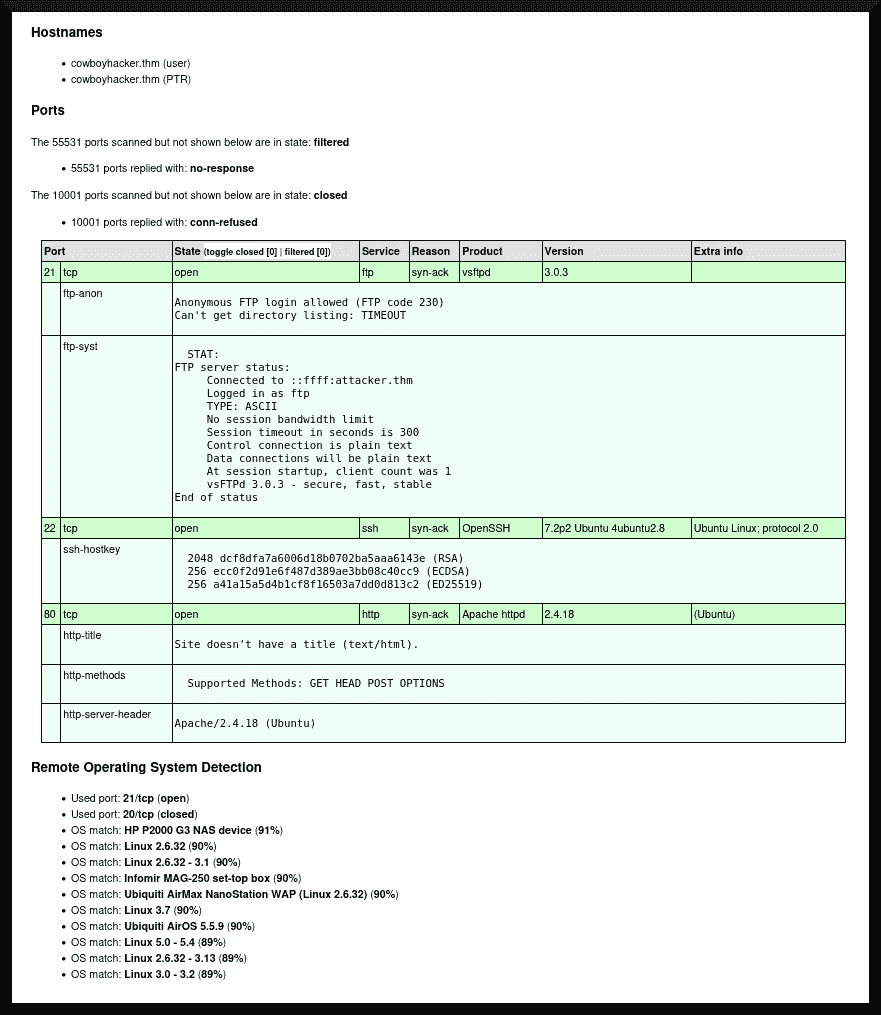 Hostnames
• cowboyhacker.thm (user)
• cowboyhacker.thm (PTR)
Ports
The 55531 ports scanned but not shown below are in state: filtered
• 55531 ports replied with: no-response
The 10001 ports scanned but not shown below are in state: closed
• 10001 ports replied with: conn-refused
Port State (toggle closed [0] | filtered [0]) Service Reason Product Version Extra info
21 tcp open ftp syn-ack vsftpd 3.0.3
ftp-anon
Anonymous FTP login allowed (FTP code 230)
Can't get directory listing: TIMEOUT
ftp-syst
STAT:
FTP server status:
Connected to ::ffff:attacker.thm
Logged in as ftp
TYPE: ASCII
No session bandwidth limit
Session timeout in seconds is 300
Control connection is plain text
Data connections will be plain text
At session startup, client count was 1
vsFTPd 3.0.3 - secure, fast, stable
End of status
22 tcp open ssh syn-ack OpenSSH 7.2p2 Ubuntu 4ubuntu2.8 Ubuntu Linux; protocol 2.0
ssh-hostkey
2048 dcf8dfa7a6006d18b0702ba5aaa6143e (RSA)
256 ecc0f2d91e6f487d389ae3bb08c40cc9 (ECDSA)
256 a41a15a5d4b1cf8f16503a7dd0d813c2 (ED25519)
80 tcp open http syn-ack Apache httpd 2.4.18 (Ubuntu)
http-title
Site doesn't have a title (text/html).
http-methods
Supported Methods: GET HEAD POST OPTIONS
http-server-header
Apache/2.4.18 (Ubuntu)
Remote Operating System Detection
• Used port: 21/tcp (open)
• Used port: 20/tcp (closed)
• OS match: HP P2000 G3 NAS device (91%)
• OS match: Linux 2.6.32 (90%)
• OS match: Linux 2.6.32 - 3.1 (90%)
• OS match: Infomir MAG-250 set-top box (90%)
• OS match: Ubiquiti AirMax NanoStation WAP (Linux 2.6.32) (90%)
• OS match: Linux 3.7 (90%)
• OS match: Ubiquiti AirOS 5.5.9 (90%)
• OS match: Linux 5.0 - 5.4 (89%)
• OS match: Linux 2.6.32 - 3.13 (89%)
• OS match: Linux 3.0 - 3.2 (89%)